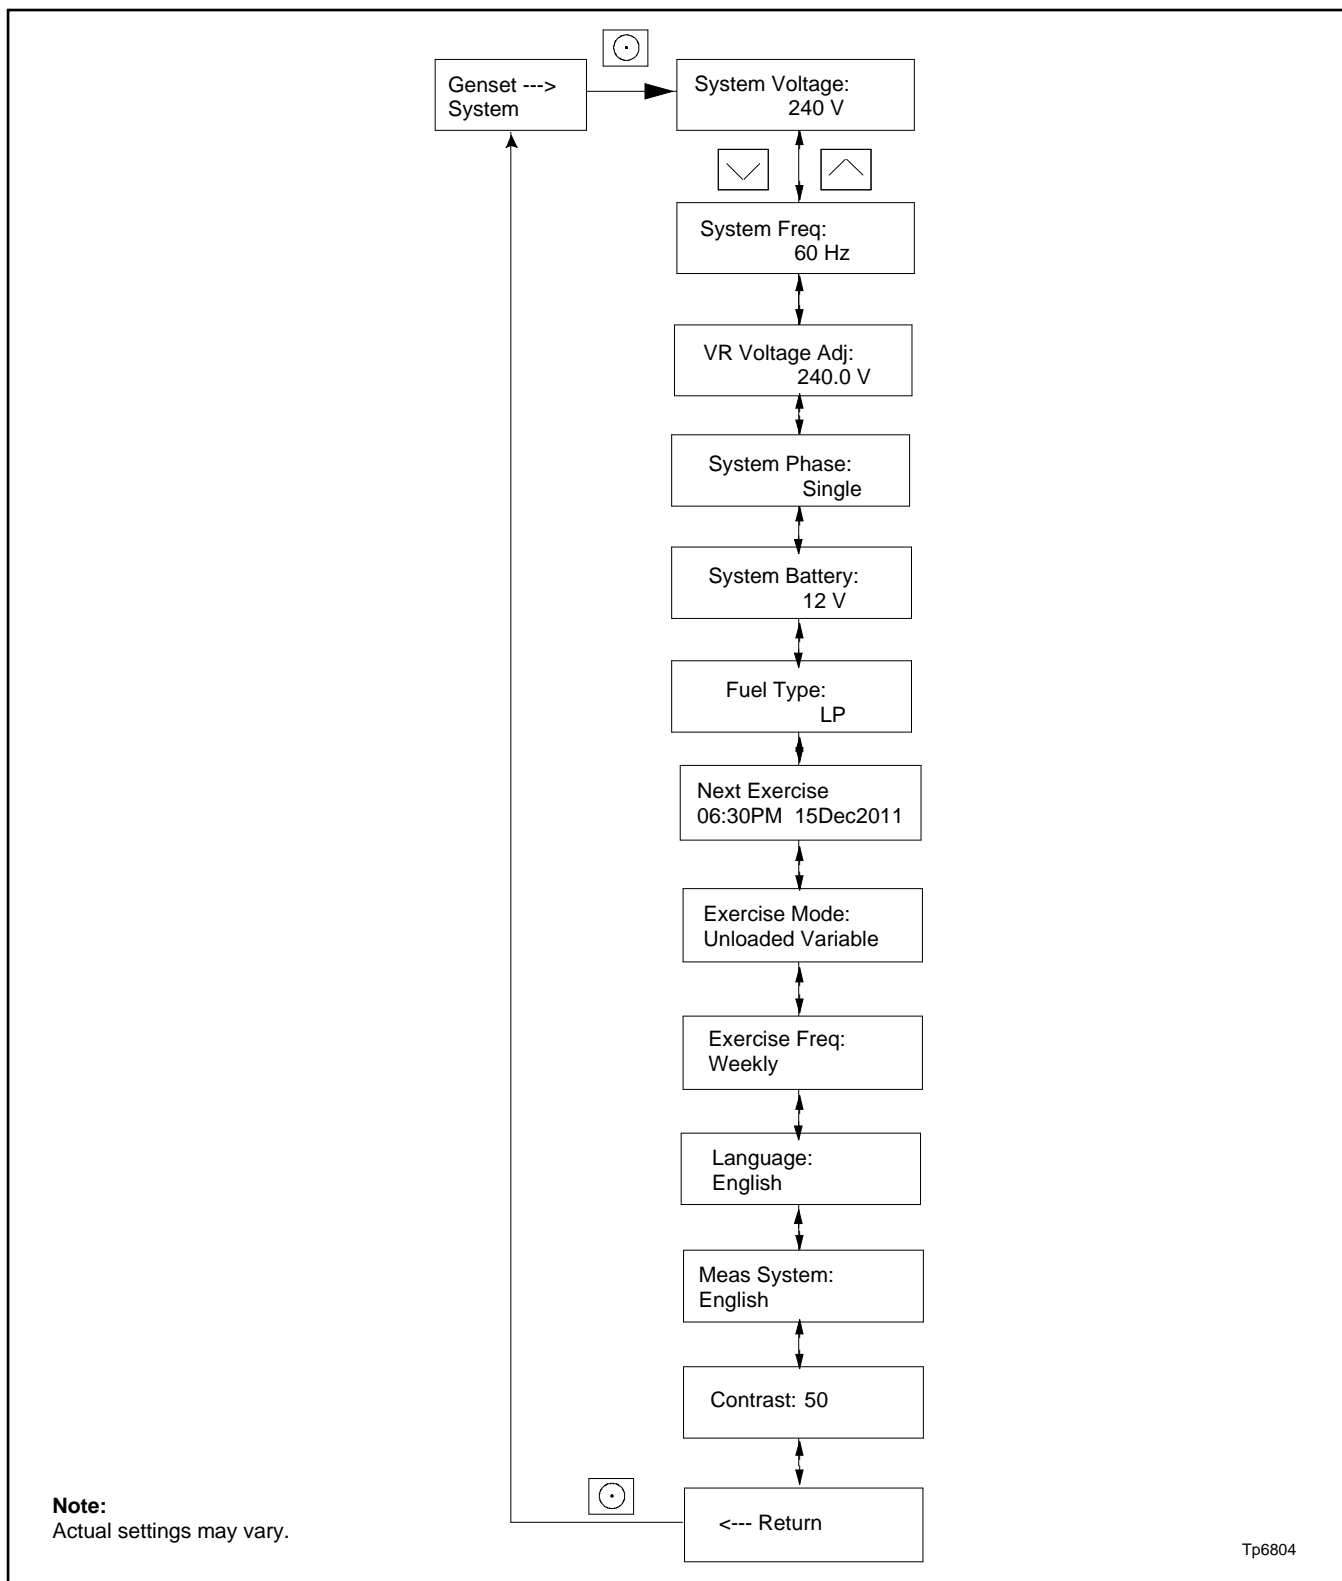 Genset --->
System
System Voltage:
240 V
System Freq:
60 Hz
VR Voltage Adj:
240.0 V
System Phase:
Single
System Battery:
12 V
Fuel Type:
LP
Next Exercise
06:30PM 15Dec2011
Exercise Mode:
Unloaded Variable
Exercise Freq:
Weekly
Language:
English
Meas System:
English
Contrast: 50
<--- Return
Note:
Actual settings may vary.
Tp6804